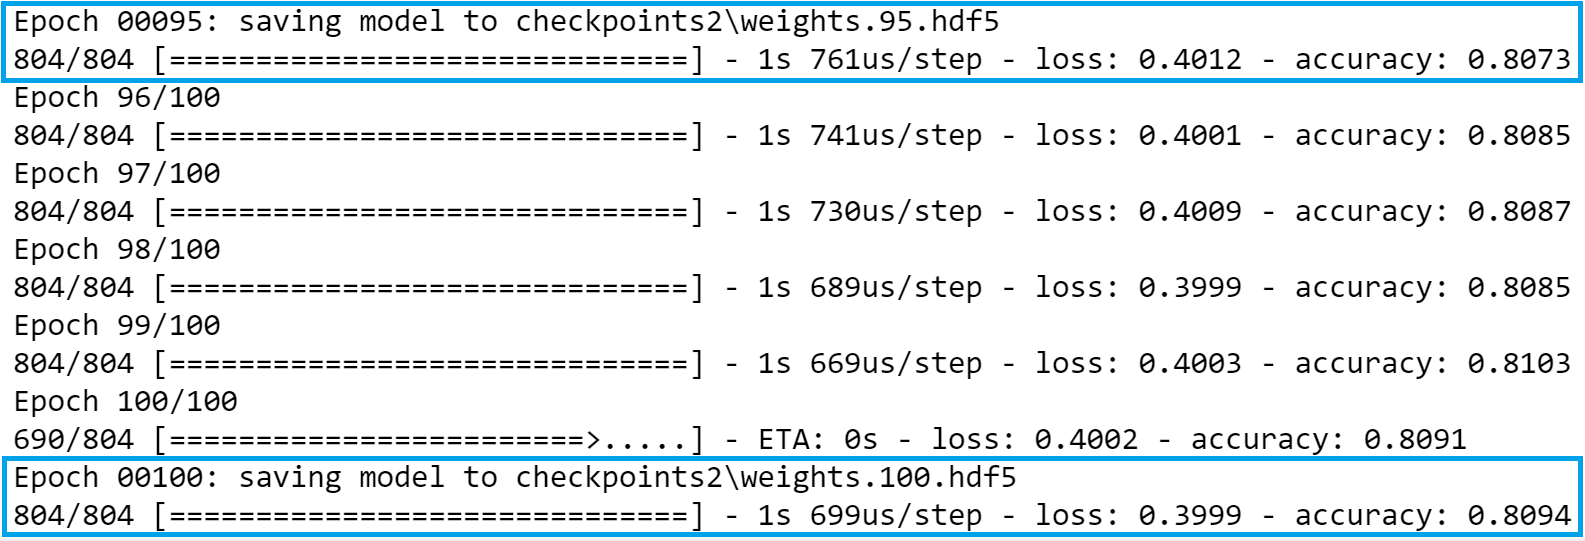 Epoch 00095: saving model to checkpoints2\weights.95.hdf5
804/804 [==============================] - 1s 761us/step - loss: 0.4012 - accuracy: 0.8073
Epoch 96/100
804/804 [==============================] - 1s 741us/step - loss: 0.4001 - accuracy: 0.8085
Epoch 97/100
804/804 [==============================] - 1s 730us/step - loss: 0.4009 - accuracy: 0.8087
Epoch 98/100
804/804 [==============================] - 1s 689us/step - loss: 0.3999 - accuracy: 0.8085
Epoch 99/100
804/804 [==============================] - 1s 669us/step - loss: 0.4003 - accuracy: 0.8103
Epoch 100/100
690/804 [========================>.....] - ETA: 0s - loss: 0.4002 - accuracy: 0.8091
Epoch 00100: saving model to checkpoints2\weights.100.hdf5
804/804 [==============================] - 1s 699us/step - loss: 0.3999 - accuracy: 0.8094